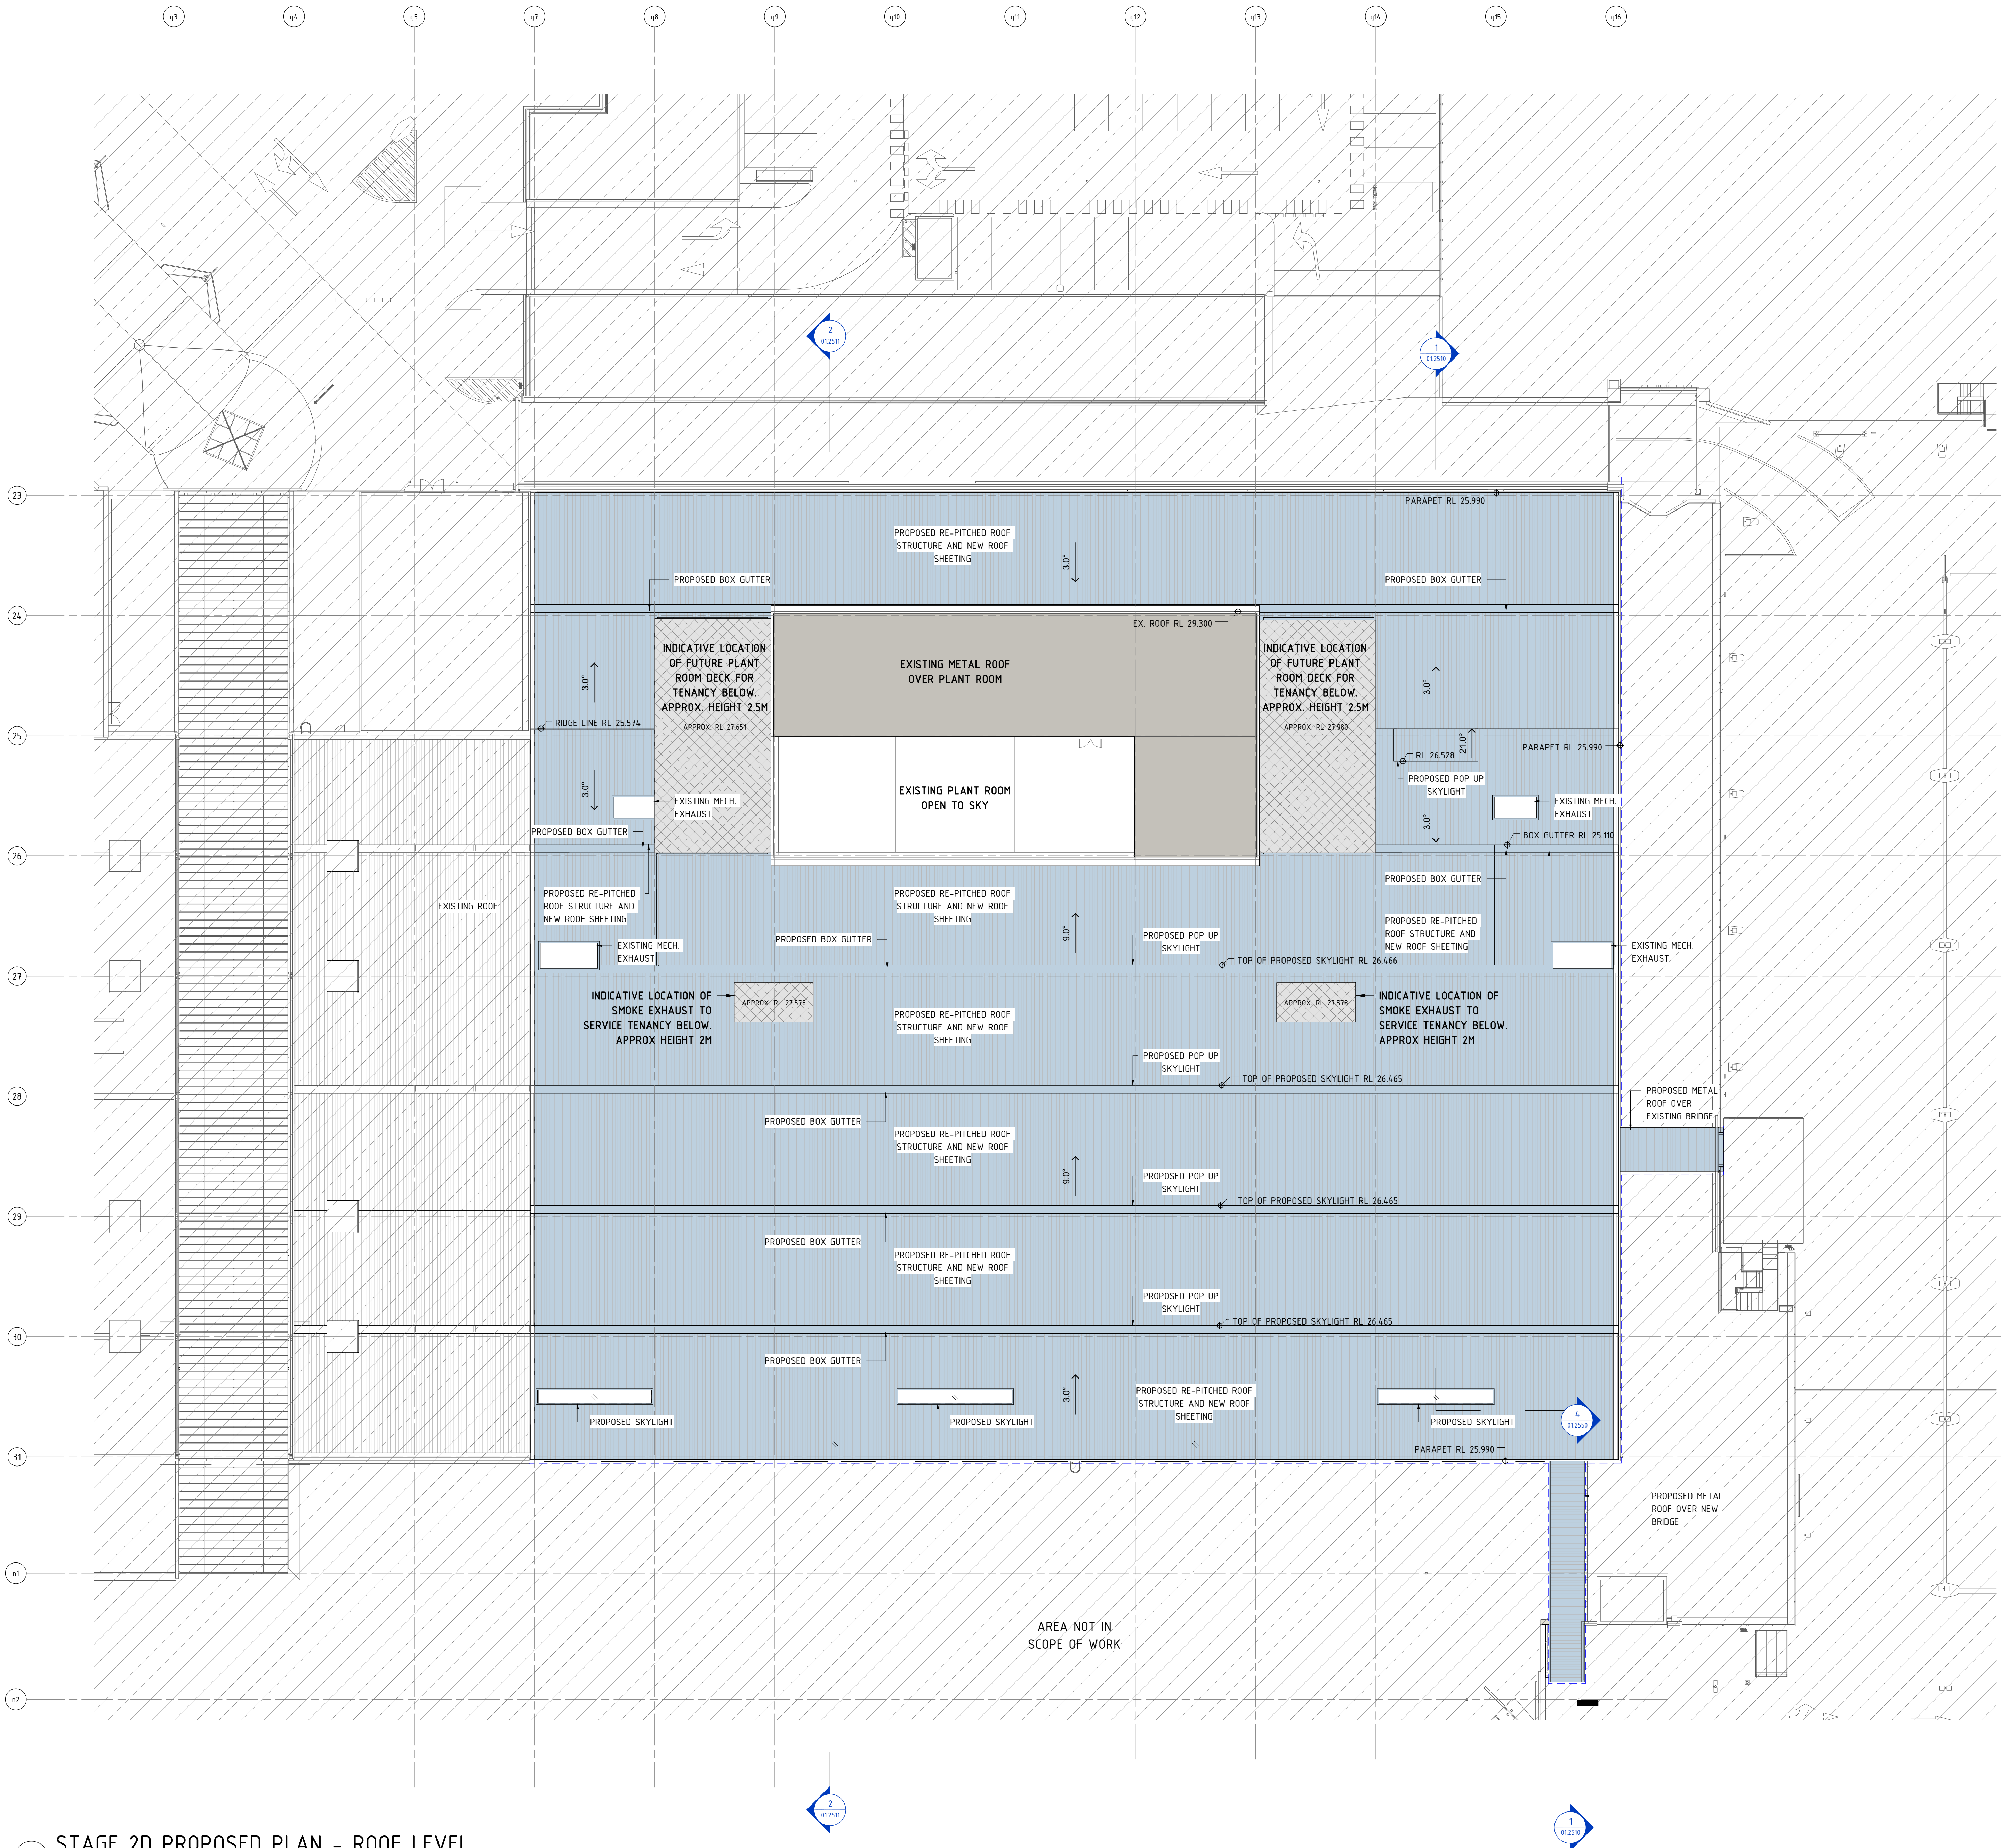 g3
g4
g5
g7
g8
g9
g10
g11
g12
g13
g14
g15
g16
2
01.2511
1
01.2510
23
PARAPET RL 25.990
PROPOSED RE-PITCHED ROOF
STRUCTURE AND NEW ROOF
SHEETING
3.0°
PROPOSED BOX GUTTER
PROPOSED BOX GUTTER
24
EX. ROOF RL 29.300
INDICATIVE LOCATION
OF FUTURE PLANT
ROOM DECK FOR
TENANCY BELOW.
APPROX. HEIGHT 2.5M
APPROX. RL 27.651
EXISTING METAL ROOF
OVER PLANT ROOM
INDICATIVE LOCATION
OF FUTURE PLANT
ROOM DECK FOR
TENANCY BELOW.
APPROX. HEIGHT 2.5M
APPROX. RL 27.980
3.0°
3.0°
RIDGE LINE RL 25.574
25
21.0°
PARAPET RL 25.990
RL 26.528
PROPOSED POP UP
SKYLIGHT
3.0°
EXISTING MECH.
EXHAUST
EXISTING PLANT ROOM
OPEN TO SKY
EXISTING MECH.
EXHAUST
3.0°
PROPOSED BOX GUTTER
BOX GUTTER RL 25.110
26
PROPOSED BOX GUTTER
PROPOSED RE-PITCHED
ROOF STRUCTURE AND
NEW ROOF SHEETING
EXISTING ROOF
PROPOSED RE-PITCHED ROOF
STRUCTURE AND NEW ROOF
SHEETING
9.0°
PROPOSED RE-PITCHED
ROOF STRUCTURE AND
NEW ROOF SHEETING
PROPOSED BOX GUTTER
PROPOSED POP UP
SKYLIGHT
EXISTING MECH.
EXHAUST
EXISTING MECH.
EXHAUST
TOP OF PROPOSED SKYLIGHT RL 26.466
27
INDICATIVE LOCATION OF
SMOKE EXHAUST TO
SERVICE TENANCY BELOW.
APPROX HEIGHT 2M
APPROX. RL 27.578
PROPOSED RE-PITCHED ROOF
STRUCTURE AND NEW ROOF
SHEETING
APPROX. RL 27.578
INDICATIVE LOCATION OF
SMOKE EXHAUST TO
SERVICE TENANCY BELOW.
APPROX HEIGHT 2M
PROPOSED POP UP
SKYLIGHT
TOP OF PROPOSED SKYLIGHT RL 26.465
28
PROPOSED METAL
ROOF OVER
EXISTING BRIDGE
PROPOSED BOX GUTTER
PROPOSED RE-PITCHED ROOF
STRUCTURE AND NEW ROOF
SHEETING
9.0°
PROPOSED POP UP
SKYLIGHT
TOP OF PROPOSED SKYLIGHT RL 26.465
29
PROPOSED BOX GUTTER
PROPOSED RE-PITCHED ROOF
STRUCTURE AND NEW ROOF
SHEETING
PROPOSED POP UP
SKYLIGHT
TOP OF PROPOSED SKYLIGHT RL 26.465
30
PROPOSED BOX GUTTER
3.0°
PROPOSED RE-PITCHED ROOF
STRUCTURE AND NEW ROOF
SHEETING
PROPOSED SKYLIGHT
PROPOSED SKYLIGHT
PROPOSED SKYLIGHT
4
01.2550
31
PARAPET RL 25.990
PROPOSED METAL
ROOF OVER NEW
BRIDGE
n1
AREA NOT IN
SCOPE OF WORK
n2
2
01.2511
1
01.2510
STAGE 2D PROPOSED PLAN - ROOF LEVEL